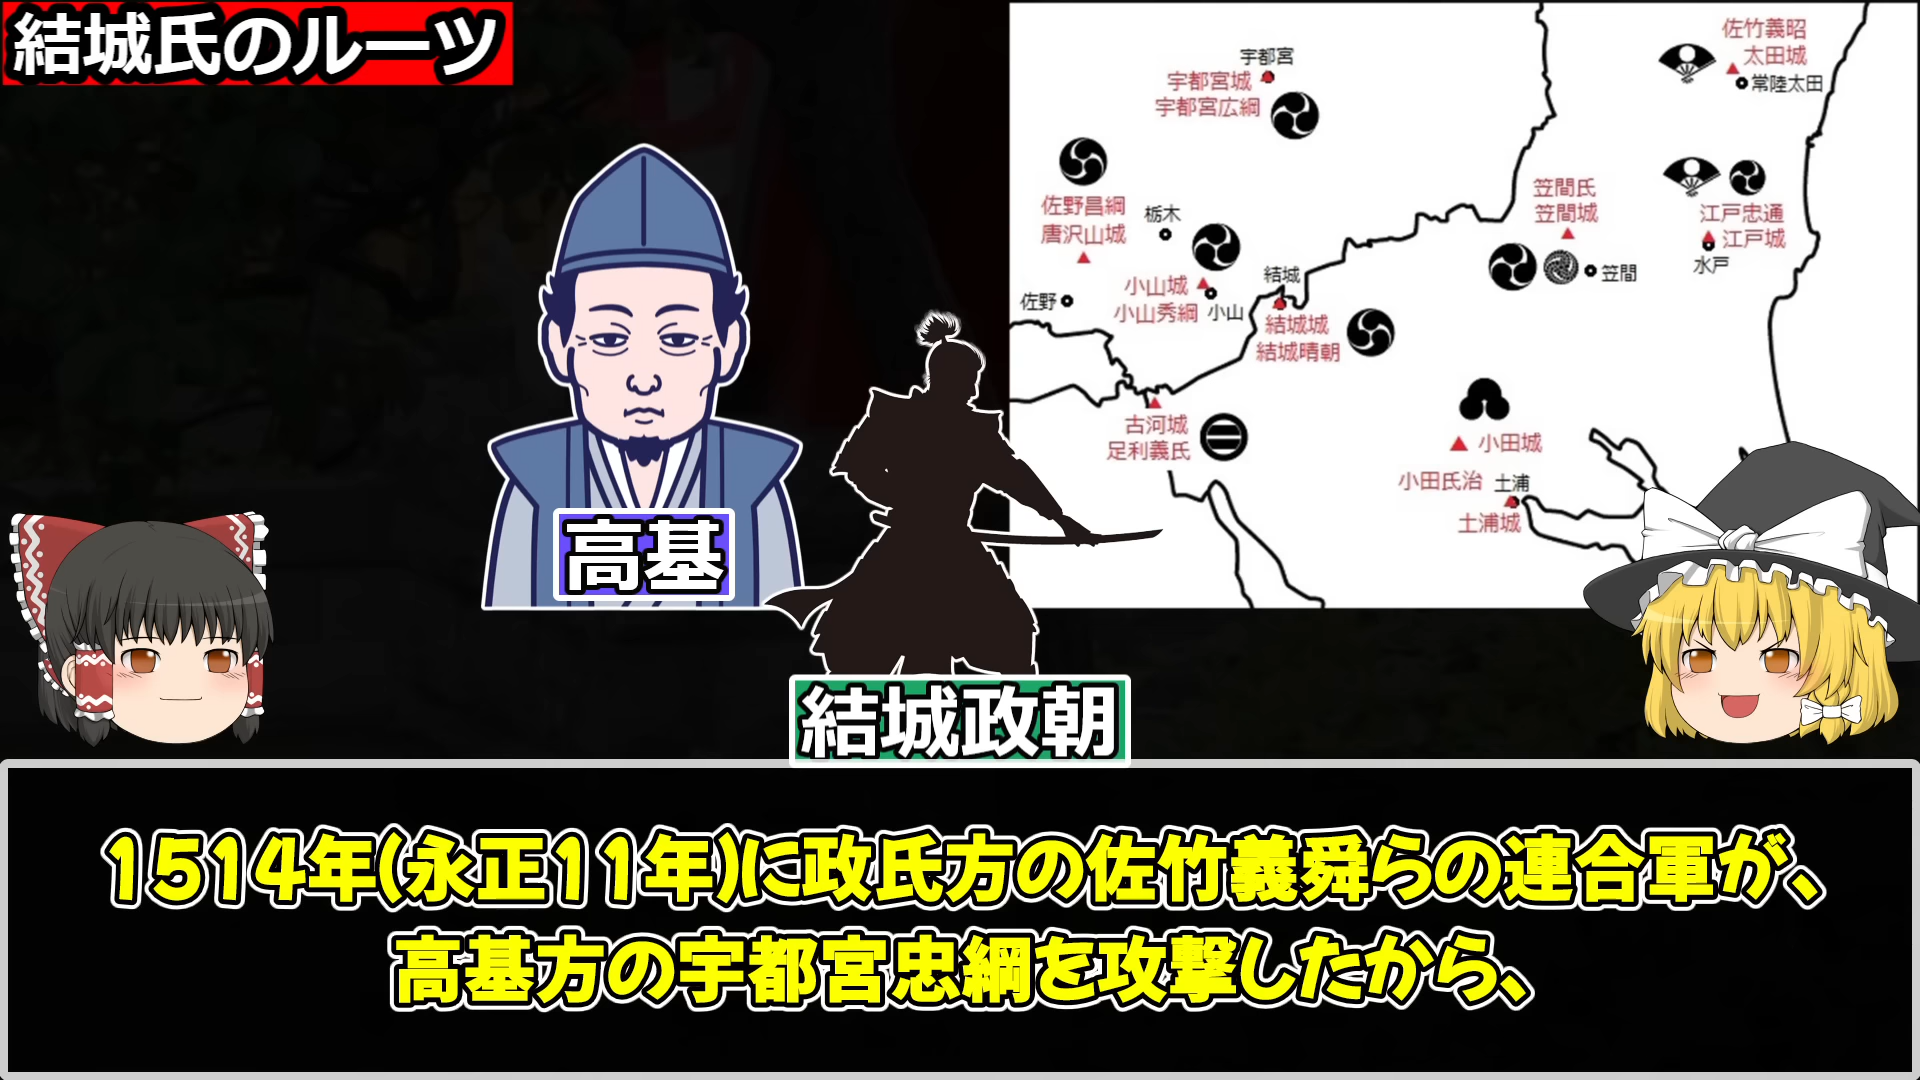 結城氏のルーツ
宇都宮
宇都宮城
宇都宮広綱
佐竹義昭
太田城
常陸太田
佐野昌綱
唐沢山城
栃木
佐野
小山城
小山秀綱
小山
結城
結城城
結城晴朝
笠間氏
笠間城
笠間
江戸忠通
江戸城
水戸
古河城
足利義氏
小田城
小田氏治
土浦
土浦城
高基
結城政朝
1514年(永正11年)に政氏方の佐竹義舜らの連合軍が、
高基方の宇都宮忠綱を攻撃したから、